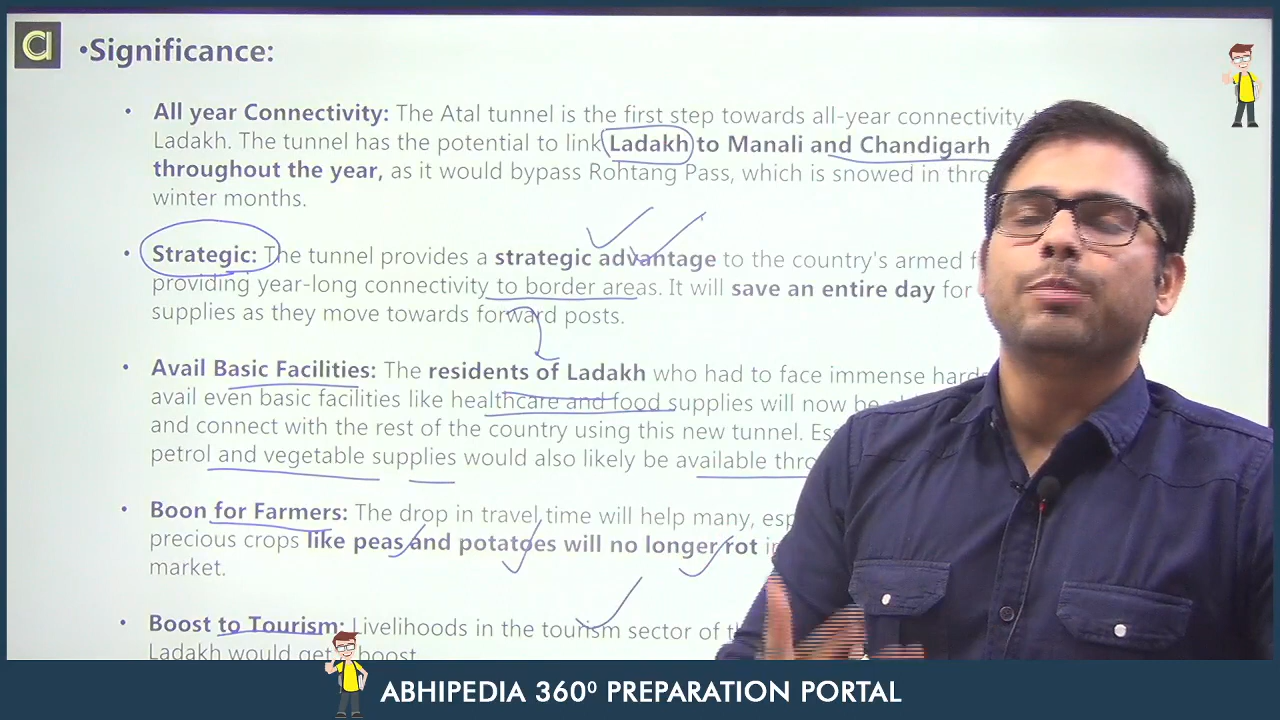 a
•Significance:
• All year Connectivity: The Atal tunnel is the first step towards all-year connectivity
Ladakh. The tunnel has the potential to link Ladakh to Manali and Chandigarh
throughout the year, as it would bypass Rohtang Pass, which is snowed in
winter months.
• Strategic: The tunnel provides a strategic advantage to the country's armed
providing year-long connectivity to border areas. It will save an entire day for
supplies as they move towards forward posts.
• Avail Basic Facilities: The residents of Ladakh who had to face immense
avail even basic facilities like healthcare and food supplies will now be
and connect with the rest of the country using this new tunnel.
petrol and vegetable supplies would also likely be available
• Boon for Farmers: The drop in travel time will help many,
precious crops like peas and potatoes will no longer rot
market.
• Boost to Tourism: Livelihoods in the tourism sector of
Ladakh would get boost.
ABHIPEDIA 360⁰ PREPARATION PORTAL